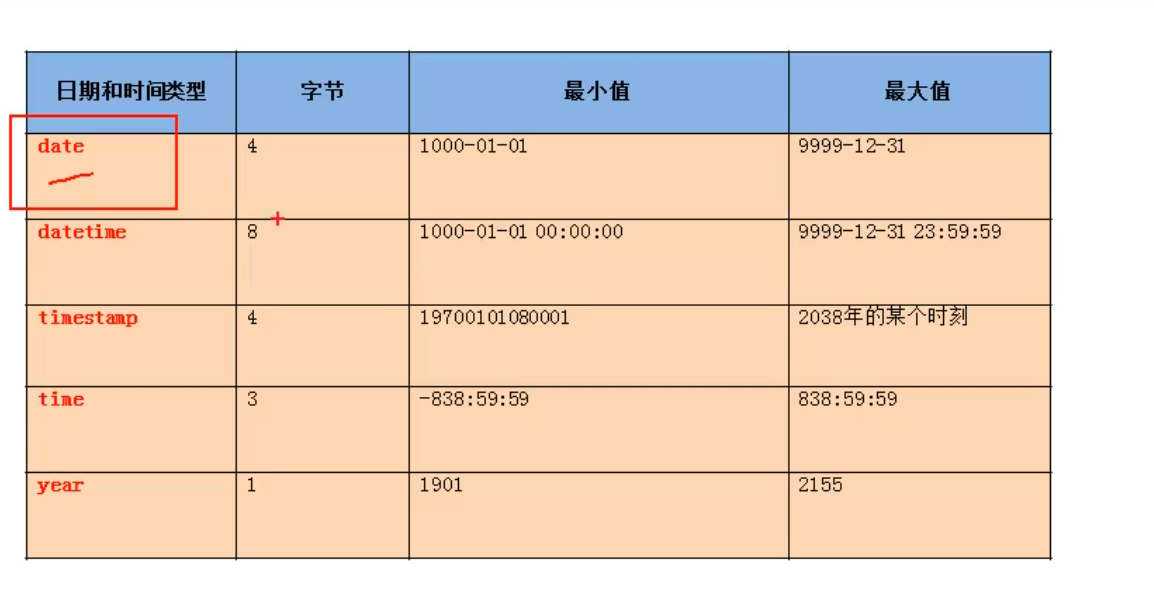 日期和时间类型 字节 最小值 最大值
date 4 1000-01-01 9999-12-31
datetime 8 1000-01-01 00:00:00 9999-12-31 23:59:59
timestamp 4 19700101080001 2038年的某个时刻
time 3 -838:59:59 838:59:59
year 1 1901 2155